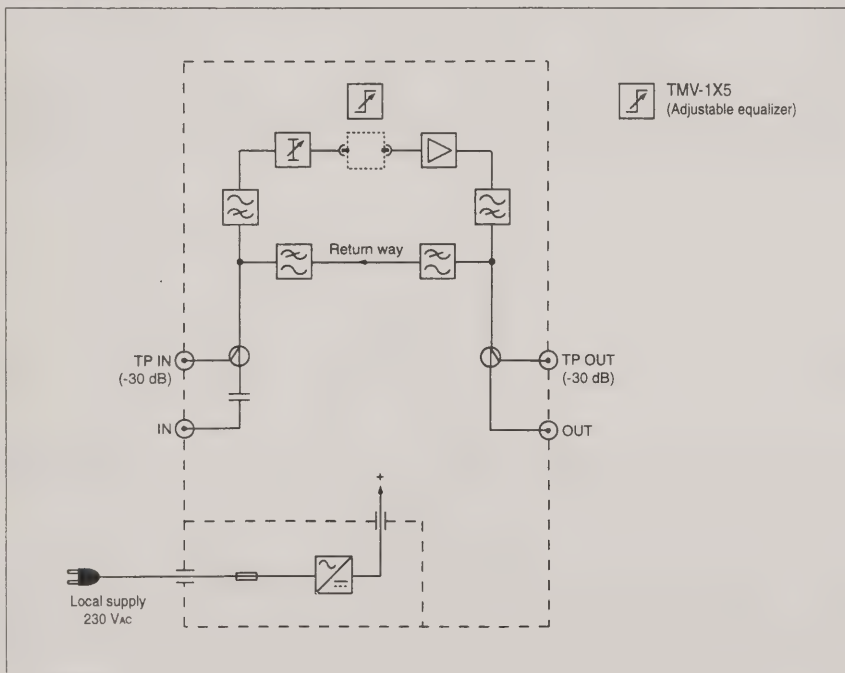 TMV-1X5
(Adjustable equalizer)
Return way
TP IN
(-30 dB)
TP OUT
(-30 dB)
IN
OUT
+
Local supply
230 VAC